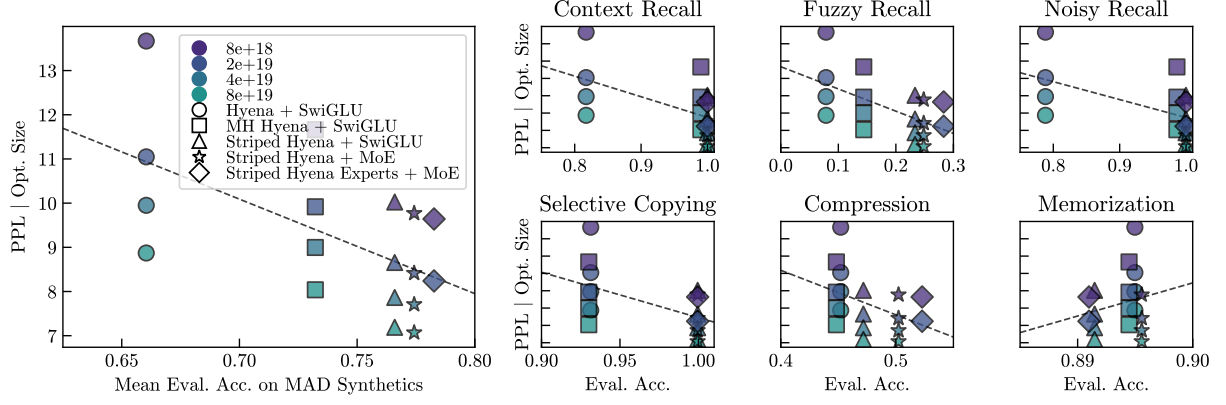 Context Recall
Fuzzy Recall
Noisy Recall
PPL | Opt. Size
13
12
11
10
9
8
7
8e+18
2e+19
4e+19
8e+19
Hyena + SwiGLU
MH Hyena + SwiGLU
Striped Hyena + SwiGLU
Striped Hyena + MoE
Striped Hyena Experts + MoE
0.65
0.70
0.75
0.80
Mean Eval. Acc. on MAD Synthetics
PPL | Opt. Size
0.8
0.9
1.0
0.0
0.1
0.2
0.3
0.8
0.9
1.0
Selective Copying
Compression
Memorization
PPL | Opt. Size
0.90
0.95
1.00
0.4
0.5
0.89
0.90
Eval. Acc.
Eval. Acc.
Eval. Acc.